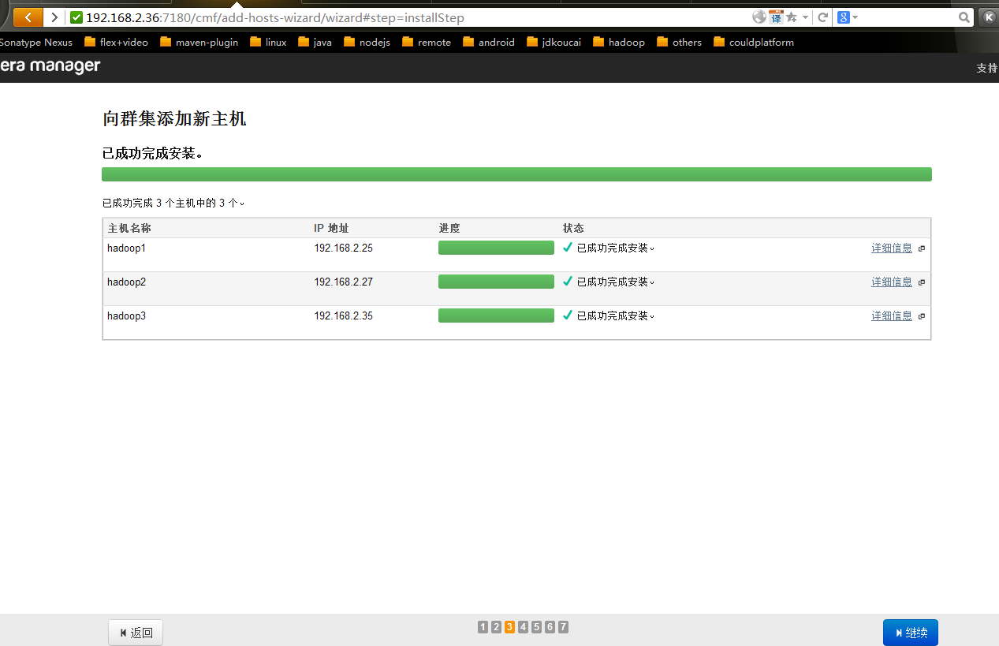 192.168.2.36:7180/cmf/add-hosts-wizard/wizard#step=installStep 译 8 K
Sonatype Nexus flex+video maven-plugin linux java nodejs remote android jdkoucai hadoop others couldplatform
era manager 支持
向群集添加新主机
已成功完成安装。
已成功完成 3 个主机中的 3 个。
主机名称 IP 地址 进度 状态
hadoop1 192.168.2.25 已成功完成安装。 详细信息
hadoop2 192.168.2.27 已成功完成安装。 详细信息
hadoop3 192.168.2.35 已成功完成安装。 详细信息
返回 1 2 3 4 5 6 7 继续